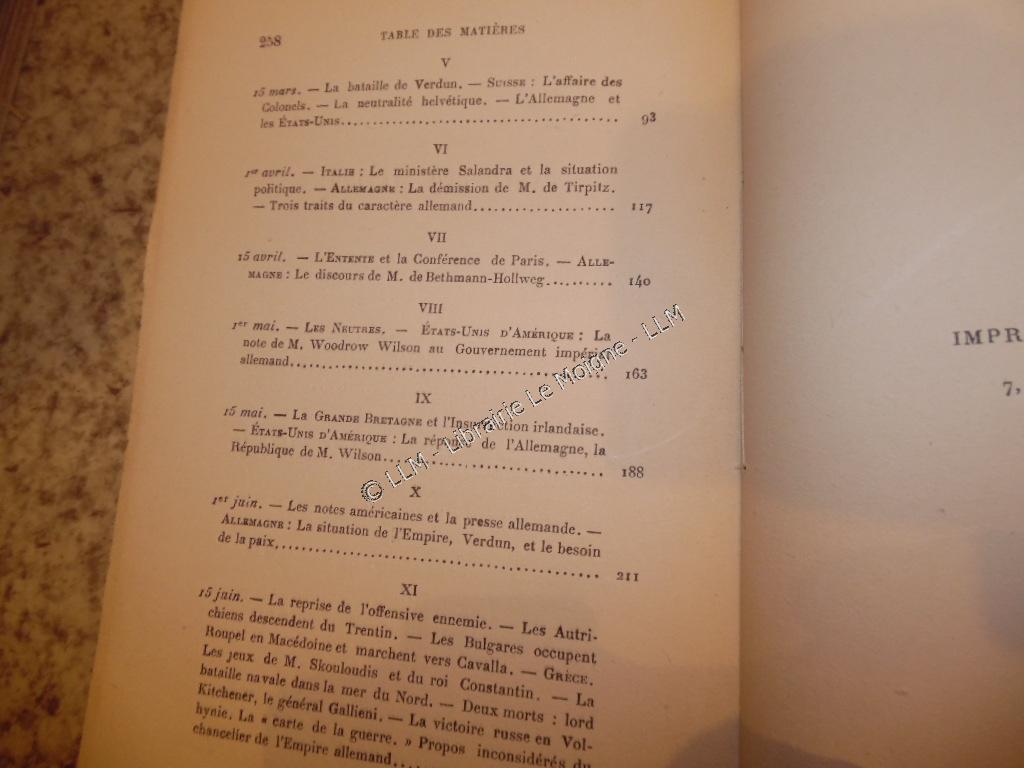 258
TABLE DES MATIÈRES
V
15 mars. — La bataille de Verdun. — Suisse : L'affaire des
Colonels. — La neutralité helvétique. — L'Allemagne et
les États-Unis........................................ 93
VI
1er avril. — Italie : Le ministère Salandra et la situation
politique. — Allemagne : La démission de M. de Tirpitz.
— Trois traits du caractère allemand.................... 117
VII
15 avril. — L'Entente et la Conférence de Paris. — Alle-
magne : Le discours de M. de Bethmann-Hollweg.......... 140
VIII
1er mai. — Les Neutres. — États-Unis d'Amérique : La
note de M. Woodrow Wilson au Gouvernement impérial
allemand............................................. 163
IX
15 mai. — La Grande Bretagne et l'Insurrection irlandaise.
— États-Unis d'Amérique : La réponse de l'Allemagne, la
République de M. Wilson............................... 188
X
1er juin. — Les notes américaines et la presse allemande. —
Allemagne : La situation de l'Empire, Verdun, et le besoin
de la paix............................................. 211
XI
15 juin. — La reprise de l'offensive ennemie. — Les Autri-
chiens descendent du Trentin. — Les Bulgares occupent
Roupel en Macédoine et marchent vers Cavalla. — Grèce.
Les jeux de M. Skouloudis et du roi Constantin. — La
bataille navale dans la mer du Nord. — Deux morts : lord
Kitchener, le général Gallieni. — La victoire russe en Vol-
hynie. La « carte de la guerre. » Propos inconsidérés du
chancelier de l'Empire allemand....
IMPR
7,
© LLM - Librairie Le Moigne - LLM